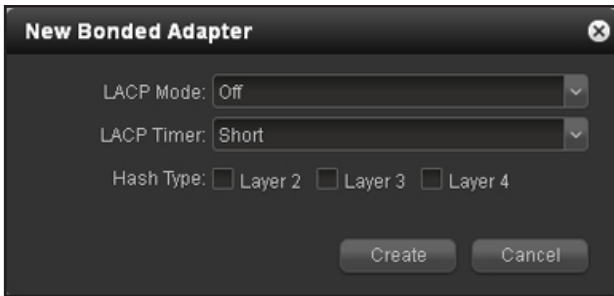 New Bonded Adapter
LACP Mode: Off
LACP Timer: Short
Hash Type: Layer 2 Layer 3 Layer 4
Create Cancel